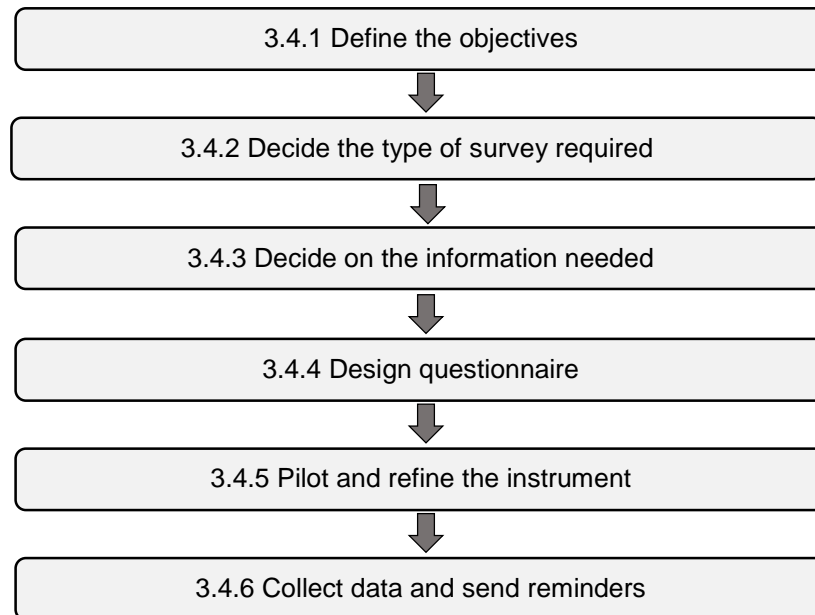 3.4.1 Define the objectives
3.4.2 Decide the type of survey required
3.4.3 Decide on the information needed
3.4.4 Design questionnaire
3.4.5 Pilot and refine the instrument
3.4.6 Collect data and send reminders